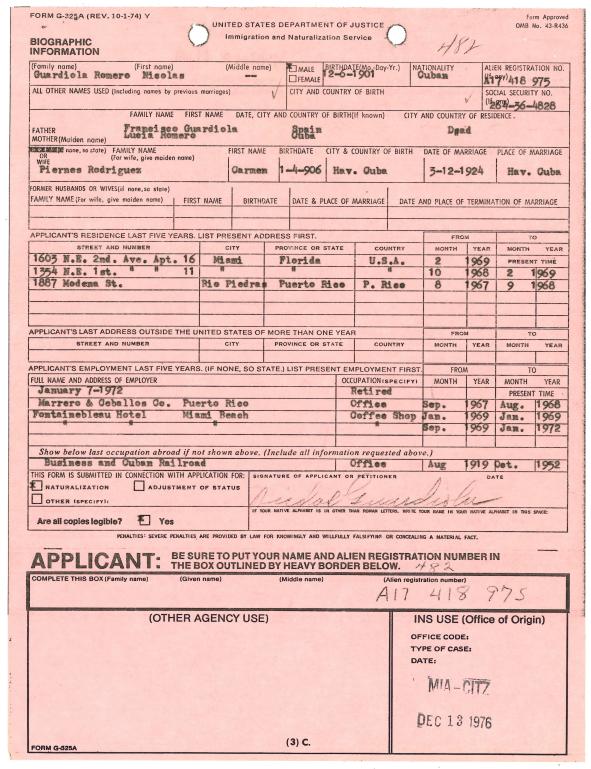 FORM G-325A (REV. 10-1-74) Y
UNITED STATES DEPARTMENT OF JUSTICE
Immigration and Naturalization Service
Form Approved
OMB No. 43-R436
BIOGRAPHIC
INFORMATION
482
(Family name) (First name) (Middle name) MALE FEMALE BIRTHDATE(Mo.-Day-Yr.) NATIONALITY ALIEN REGISTRATION NO. (If any)
Guardiola Romero Nicolas -- 12-6-1901 Cuban A17 418 975
ALL OTHER NAMES USED (Including names by previous marriages) CITY AND COUNTRY OF BIRTH SOCIAL SECURITY NO. (If any)
264-36-4828
FAMILY NAME FIRST NAME DATE, CITY AND COUNTRY OF BIRTH(If known) CITY AND COUNTRY OF RESIDENCE.
FATHER Francisco Guardiola Spain Dead
MOTHER(Maiden name) Lucia Romero Cuba
none, so state) FAMILY NAME FIRST NAME BIRTHDATE CITY & COUNTRY OF BIRTH DATE OF MARRIAGE PLACE OF MARRIAGE
OR (For wife, give maiden name)
WIFE
Piernes Rodriguez Carmen 1-4-906 Hav. Cuba 3-12-1924 Hav. Cuba
FORMER HUSBANDS OR WIVES(if none,so state)
FAMILY NAME (For wife, give maiden name) FIRST NAME BIRTHDATE DATE & PLACE OF MARRIAGE DATE AND PLACE OF TERMINATION OF MARRIAGE
APPLICANT'S RESIDENCE LAST FIVE YEARS. LIST PRESENT ADDRESS FIRST. FROM TO
STREET AND NUMBER CITY PROVINCE OR STATE COUNTRY MONTH YEAR MONTH YEAR
1603 N.E. 2nd. Ave. Apt. 16 Miami Florida U.S.A. 2 1969 PRESENT TIME
1354 N.E. 1st. " " 11 " " " 10 1968 2 1969
1887 Modena St. Rio Piedras Puerto Rico P. Rico 8 1967 9 1968
APPLICANT'S LAST ADDRESS OUTSIDE THE UNITED STATES OF MORE THAN ONE YEAR FROM TO
STREET AND NUMBER CITY PROVINCE OR STATE COUNTRY MONTH YEAR MONTH YEAR
APPLICANT'S EMPLOYMENT LAST FIVE YEARS. (IF NONE, SO STATE.) LIST PRESENT EMPLOYMENT FIRST. FROM TO
FULL NAME AND ADDRESS OF EMPLOYER OCCUPATION(SPECIFY) MONTH YEAR MONTH YEAR
January 7-1972 Retired PRESENT TIME
Marrero & Ceballos Co. Puerto Rico Office Sep. 1967 Aug. 1968
Fontainebleau Hotel Miami Beach Coffee Shop Jan. 1969 Jan. 1969
" " " " Sep. 1969 Jan. 1972
Show below last occupation abroad if not shown above. (Include all information requested above.)
Business and Cuban Railroad Office Aug 1919 Oct. 1952
THIS FORM IS SUBMITTED IN CONNECTION WITH APPLICATION FOR: SIGNATURE OF APPLICANT OR PETITIONER DATE
NATURALIZATION ADJUSTMENT OF STATUS
OTHER (SPECIFY):
Nicolas Guardiola
IF YOUR NATIVE ALPHABET IS IN OTHER THAN ROMAN LETTERS, WRITE YOUR NAME IN YOUR NATIVE ALPHABET IN THIS SPACE:
Are all copies legible? Yes
PENALTIES: SEVERE PENALTIES ARE PROVIDED BY LAW FOR KNOWINGLY AND WILLFULLY FALSIFYING OR CONCEALING A MATERIAL FACT.
APPLICANT: BE SURE TO PUT YOUR NAME AND ALIEN REGISTRATION NUMBER IN
THE BOX OUTLINED BY HEAVY BORDER BELOW. 482
COMPLETE THIS BOX (Family name) (Given name) (Middle name) (Alien registration number)
A17 418 975
(OTHER AGENCY USE)
INS USE (Office of Origin)
OFFICE CODE:
TYPE OF CASE:
DATE:
MIA-CITZ
DEC 13 1976
(3) C.
FORM G-325A